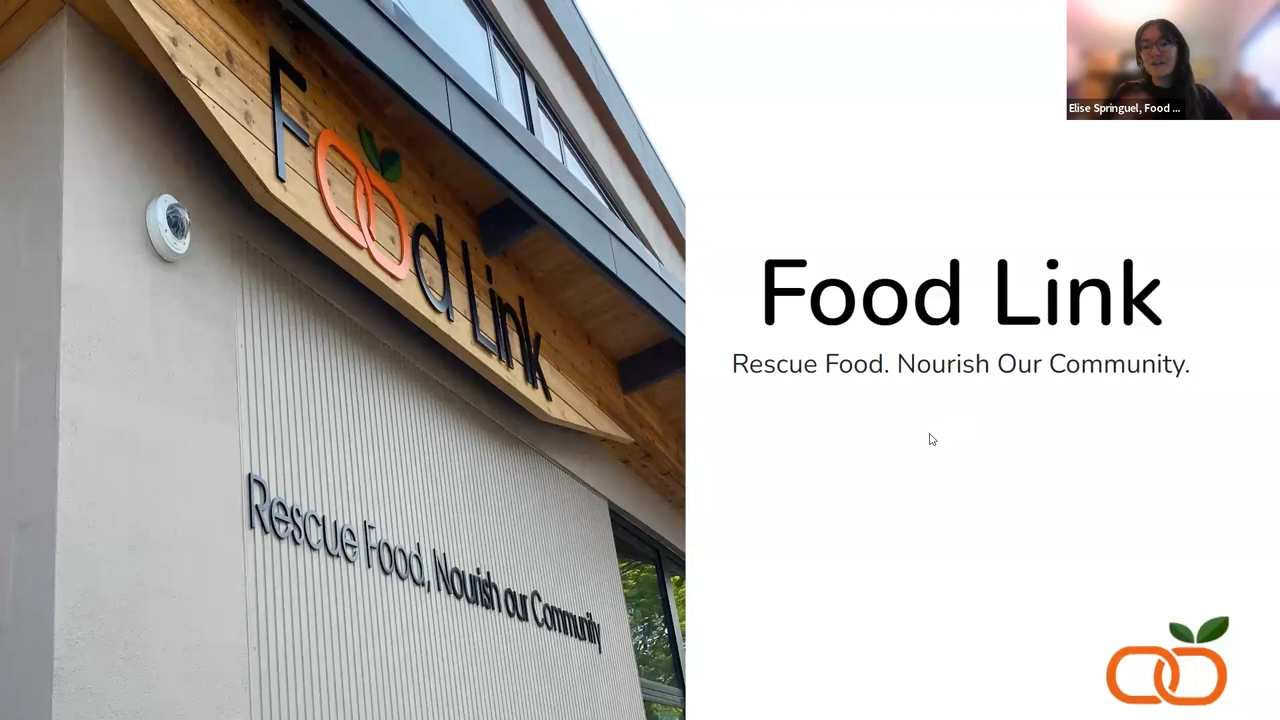 Food Link
Rescue Food, Nourish our Community
Elise Springuel, Food ...
Food Link
Rescue Food. Nourish Our Community.